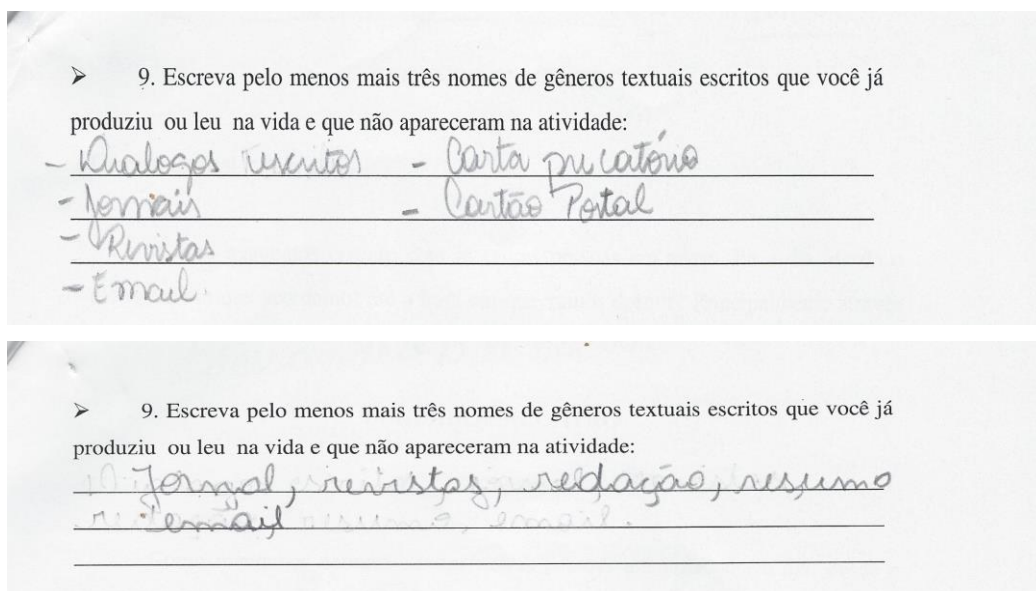 ➢ 9. Escreva pelo menos mais três nomes de gêneros textuais escritos que você já
produziu ou leu na vida e que não apareceram na atividade:
- Dialogos escritos - Carta precatório
- Jornais - Cartão Postal
- Revistas
- Email.
➢ 9. Escreva pelo menos mais três nomes de gêneros textuais escritos que você já
produziu ou leu na vida e que não apareceram na atividade:
Jornal, revistas, redação, resumo
email